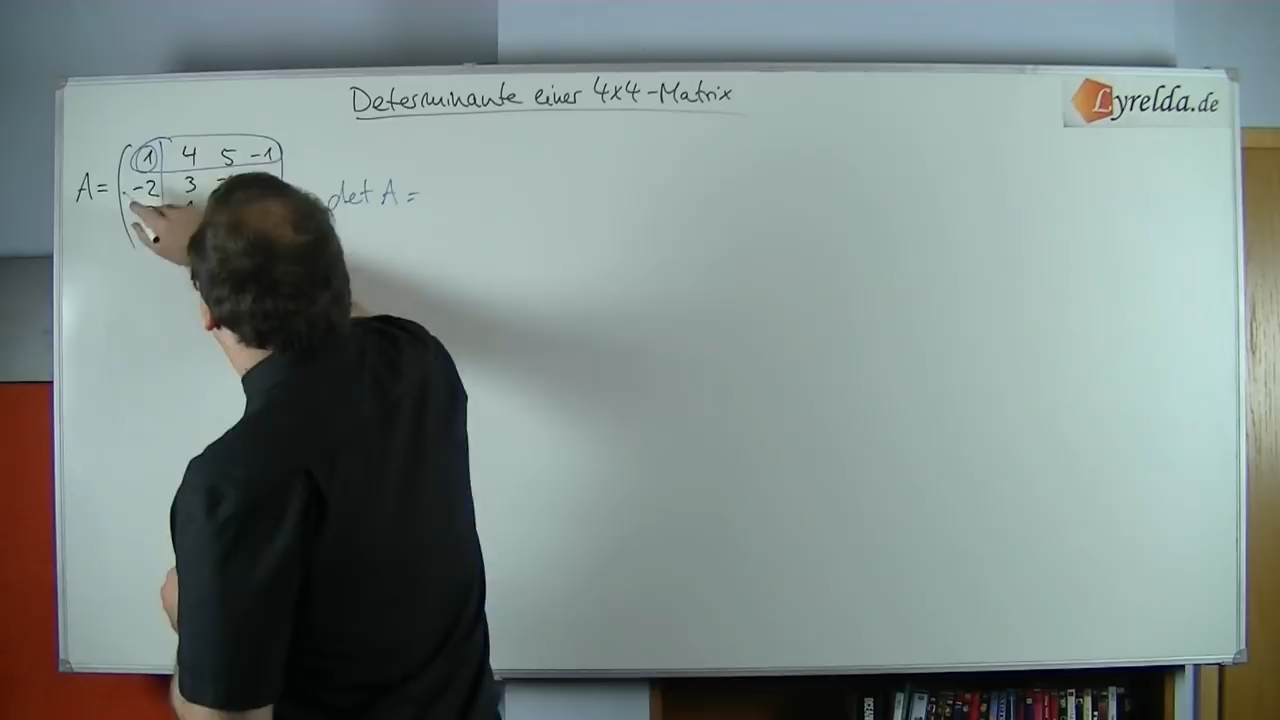 Determinante einer 4x4-Matrix
Lyrelda.de
1 4 5 -1
A = -2 3
det A =